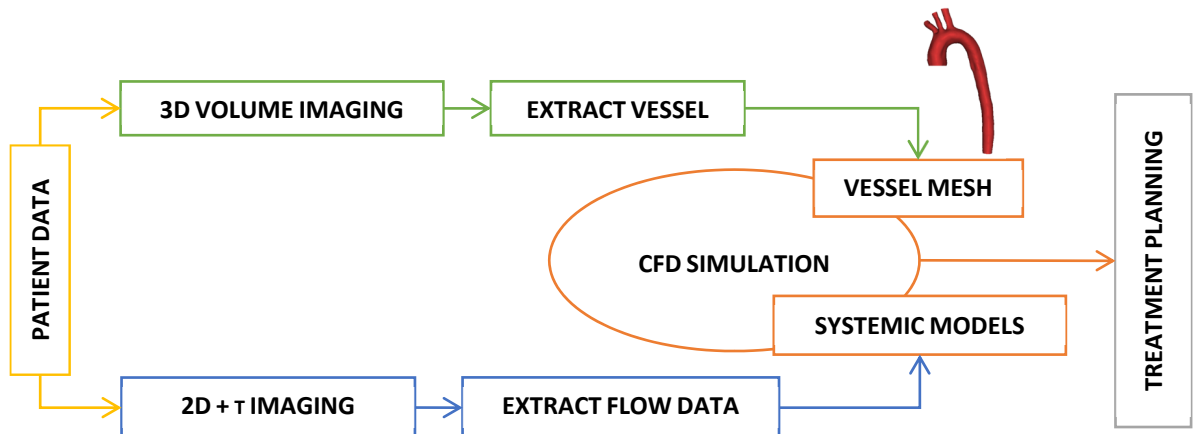 3D VOLUME IMAGING
EXTRACT VESSEL
PATIENT DATA
VESSEL MESH
CFD SIMULATION
SYSTEMIC MODELS
TREATMENT PLANNING
2D + T IMAGING
EXTRACT FLOW DATA